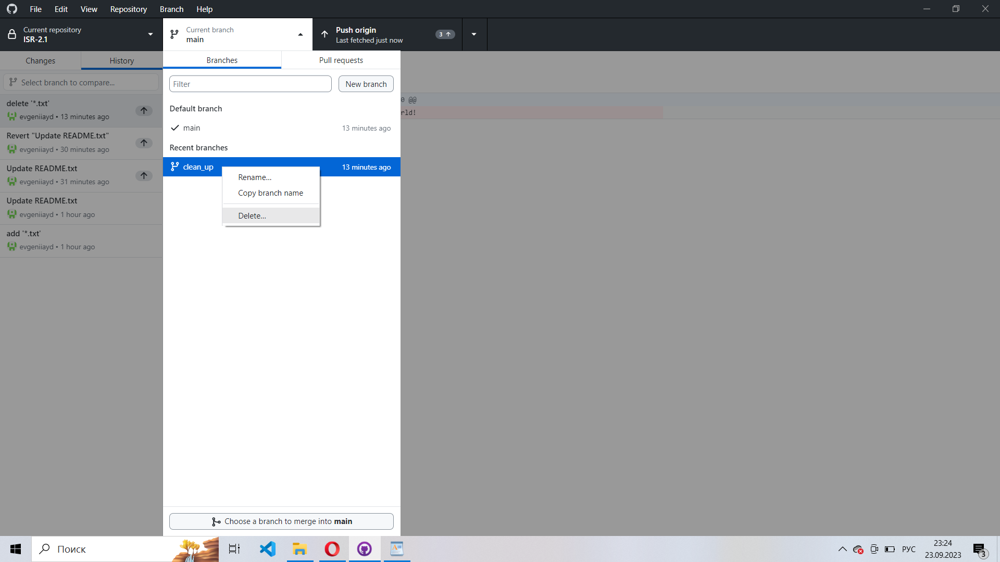 File Edit View Repository Branch Help
Current repository
ISR-2.1
Current branch
main
Push origin
Last fetched just now
3
Changes History
Select branch to compare...
delete '*.txt'
evgeniiayd • 13 minutes ago
Revert "Update README.txt"
evgeniiayd • 30 minutes ago
Update README.txt
evgeniiayd • 31 minutes ago
Update README.txt
evgeniiayd • 1 hour ago
add '*.txt'
evgeniiayd • 1 hour ago
Branches Pull requests
Filter New branch
Default branch
main 13 minutes ago
Recent branches
clean_up 13 minutes ago
Rename...
Copy branch name
Delete...
Choose a branch to merge into main
0 @@
rld!
Поиск
РУС
23:24
23.09.2023
3